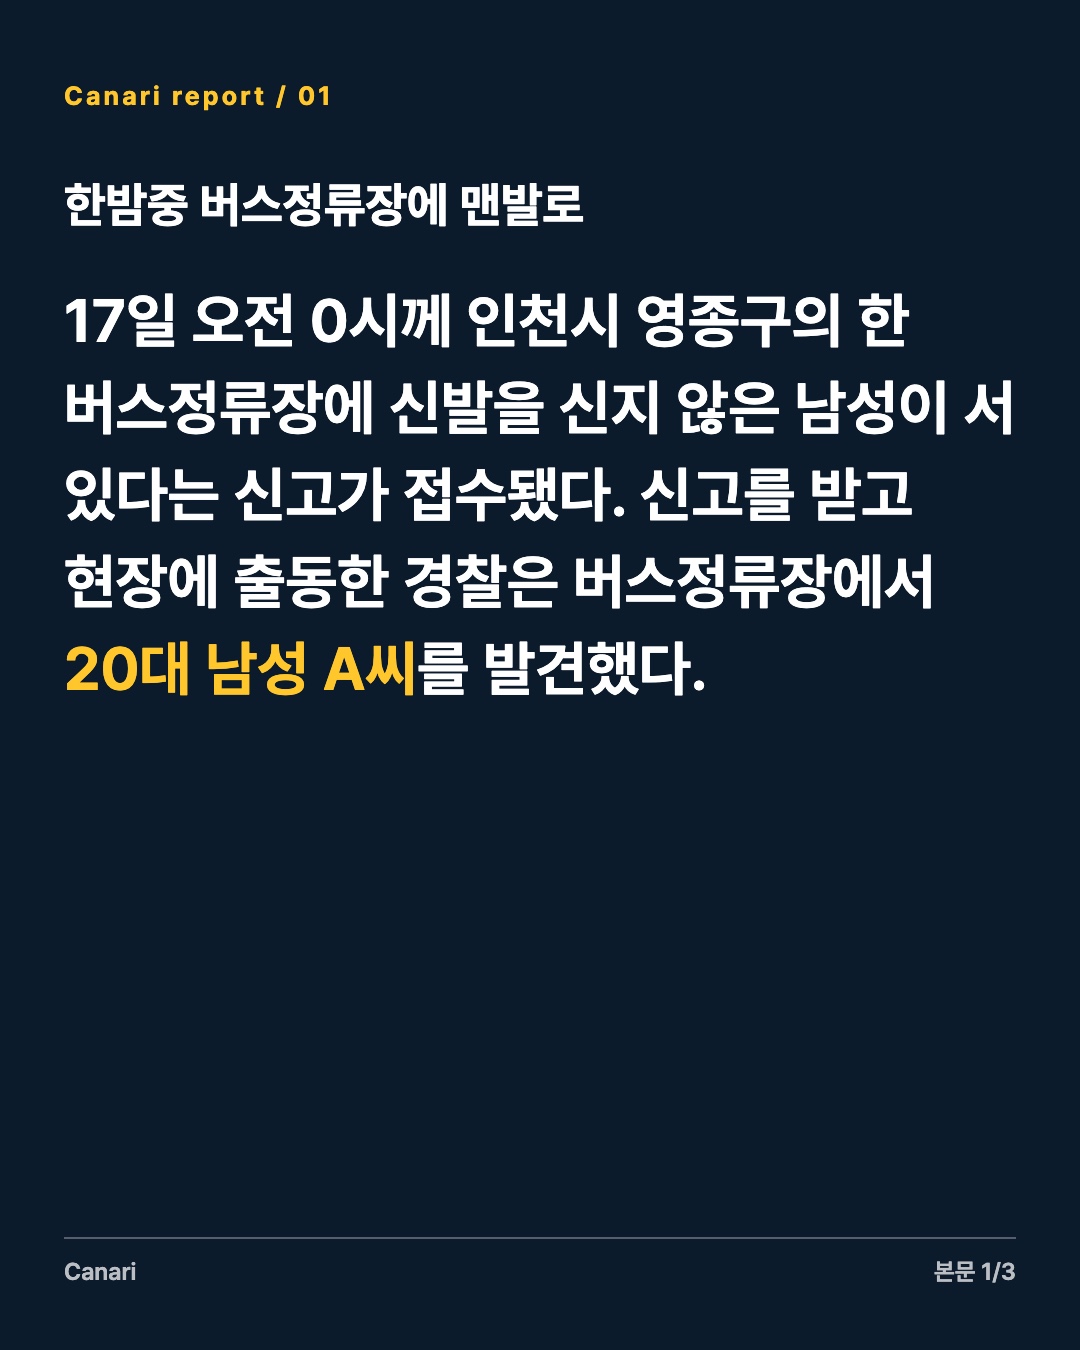 Canari report / 01
한밤중 버스정류장에 맨발로
17일 오전 0시께 인천시 영종구의 한
버스정류장에 신발을 신지 않은 남성이 서
있다는 신고가 접수됐다. 신고를 받고
현장에 출동한 경찰은 버스정류장에서
20대 남성 A씨를 발견했다.
Canari
본문 1/3